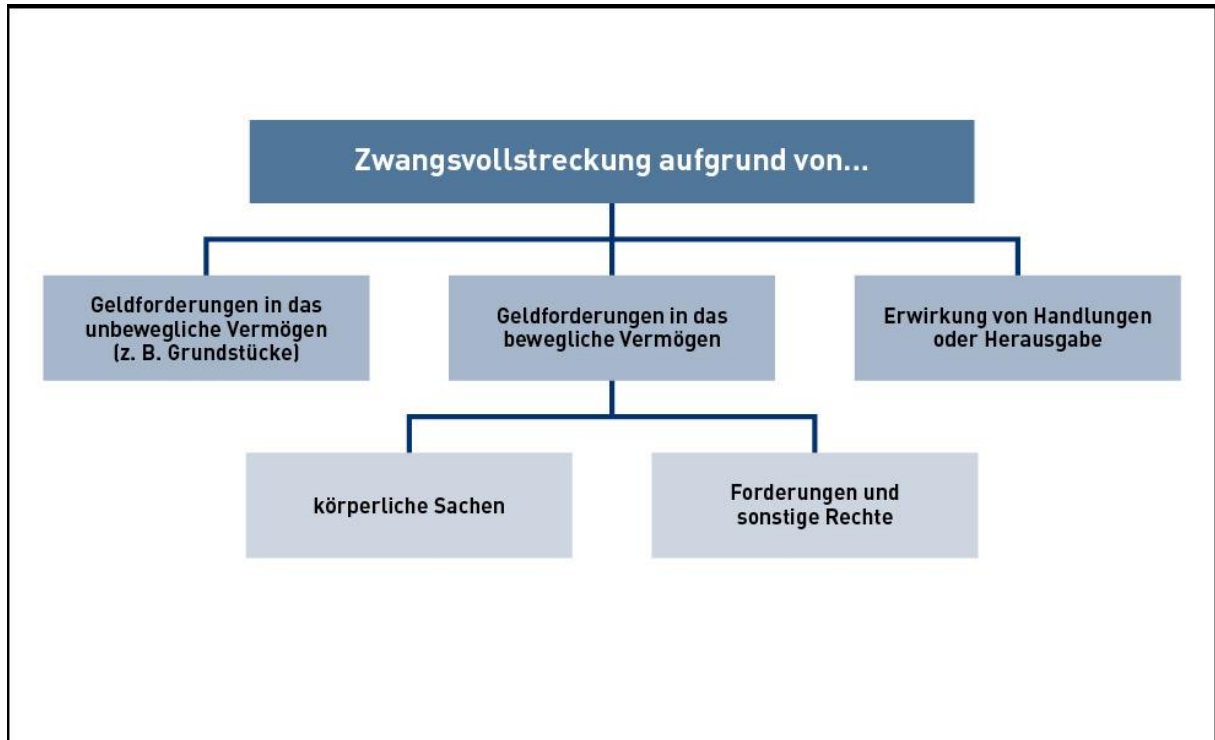 Zwangsvollstreckung aufgrund von...
Geldforderungen in das
unbewegliche Vermögen
(z. B. Grundstücke)
Geldforderungen in das
bewegliche Vermögen
Erwirkung von Handlungen
oder Herausgabe
körperliche Sachen
Forderungen und
sonstige Rechte